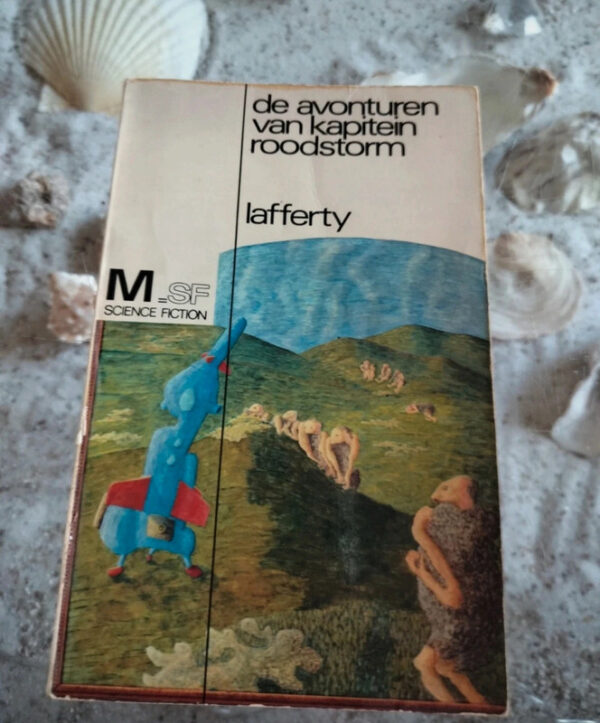 de avonturen
van kapitein
roodstorm
lafferty
M=SF
SCIENCE FICTION